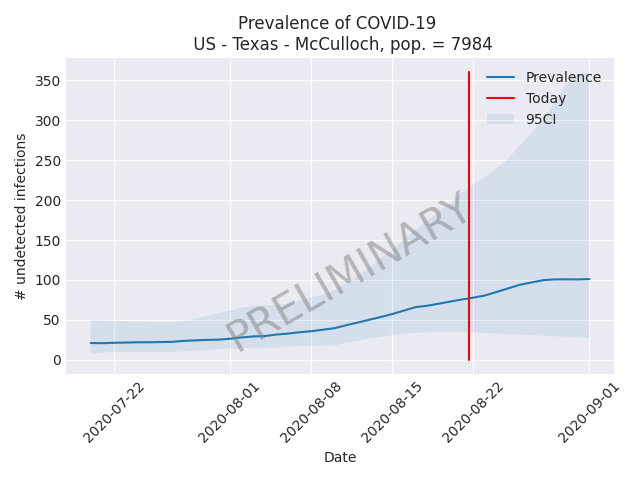 Prevalence of COVID-19
US - Texas - McCulloch, pop. = 7984
Prevalence
Today
95CI
350
300
250
200
150
100
50
0
# undetected infections
PRELIMINARY
2020-07-22
2020-08-01
2020-08-08
2020-08-15
2020-08-22
2020-09-01
Date